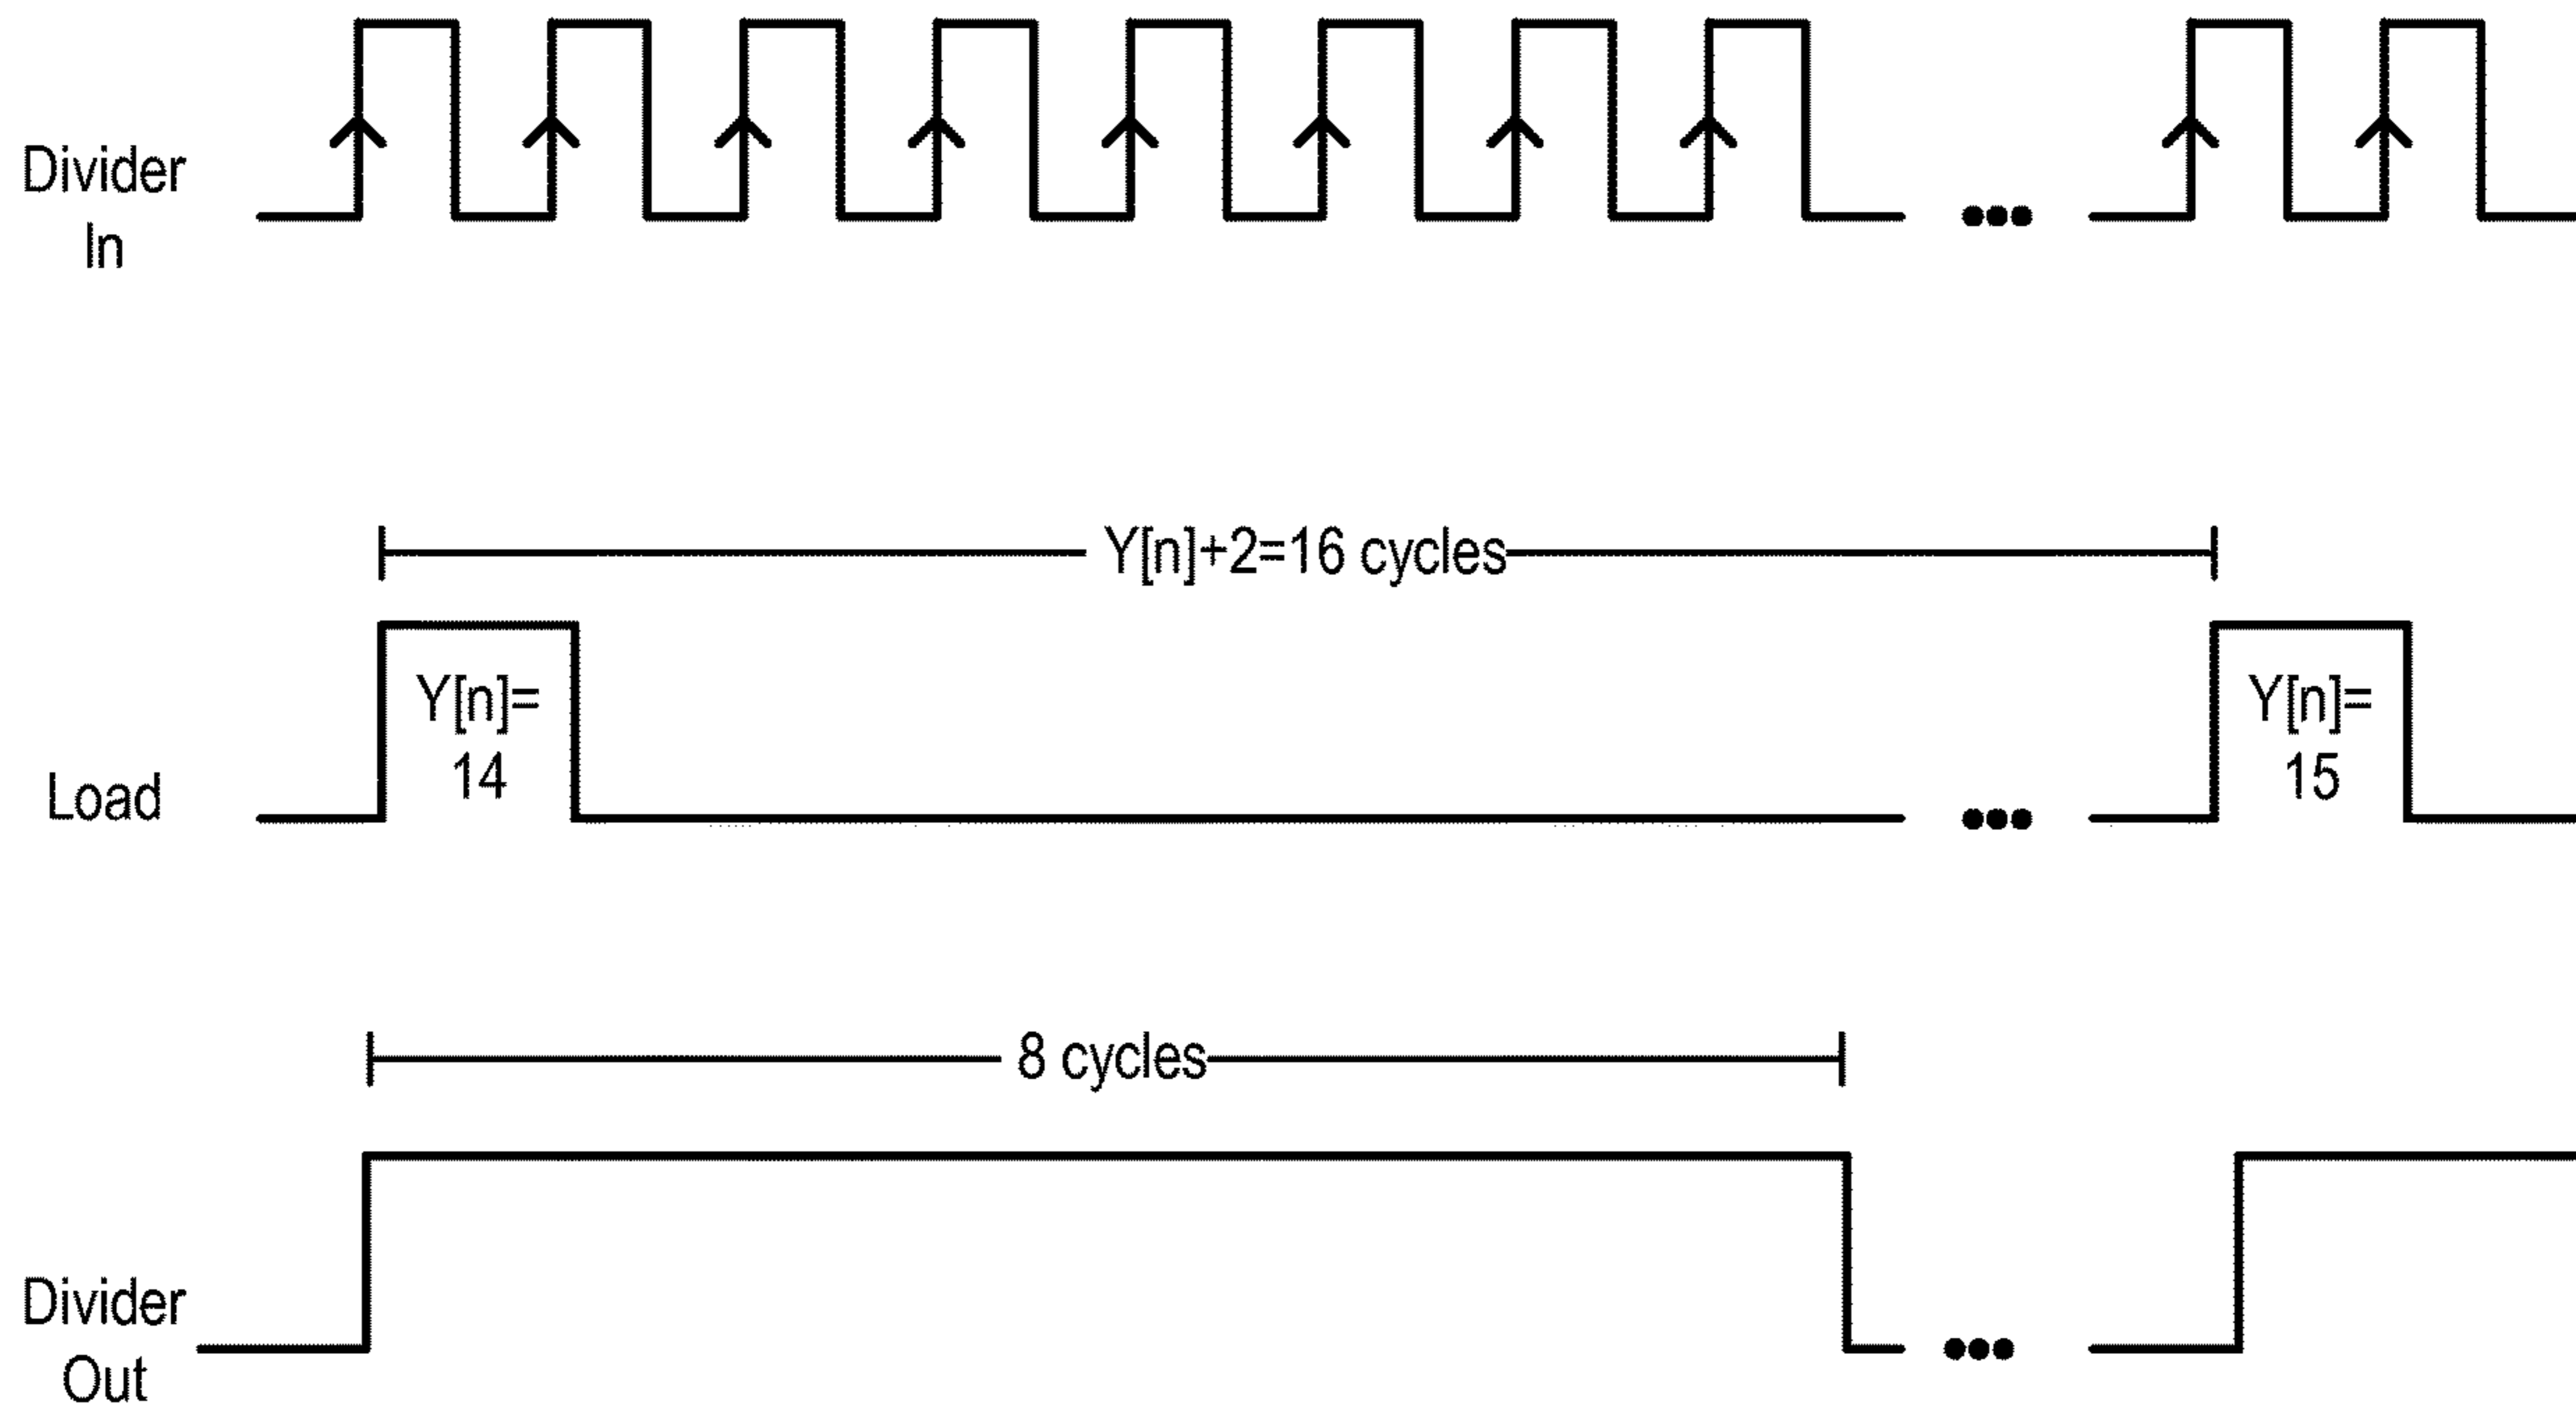 Divider
In
Y[n]+2=16 cycles
Y[n]=
14
Y[n]=
15
Load
8 cycles
Divider
Out